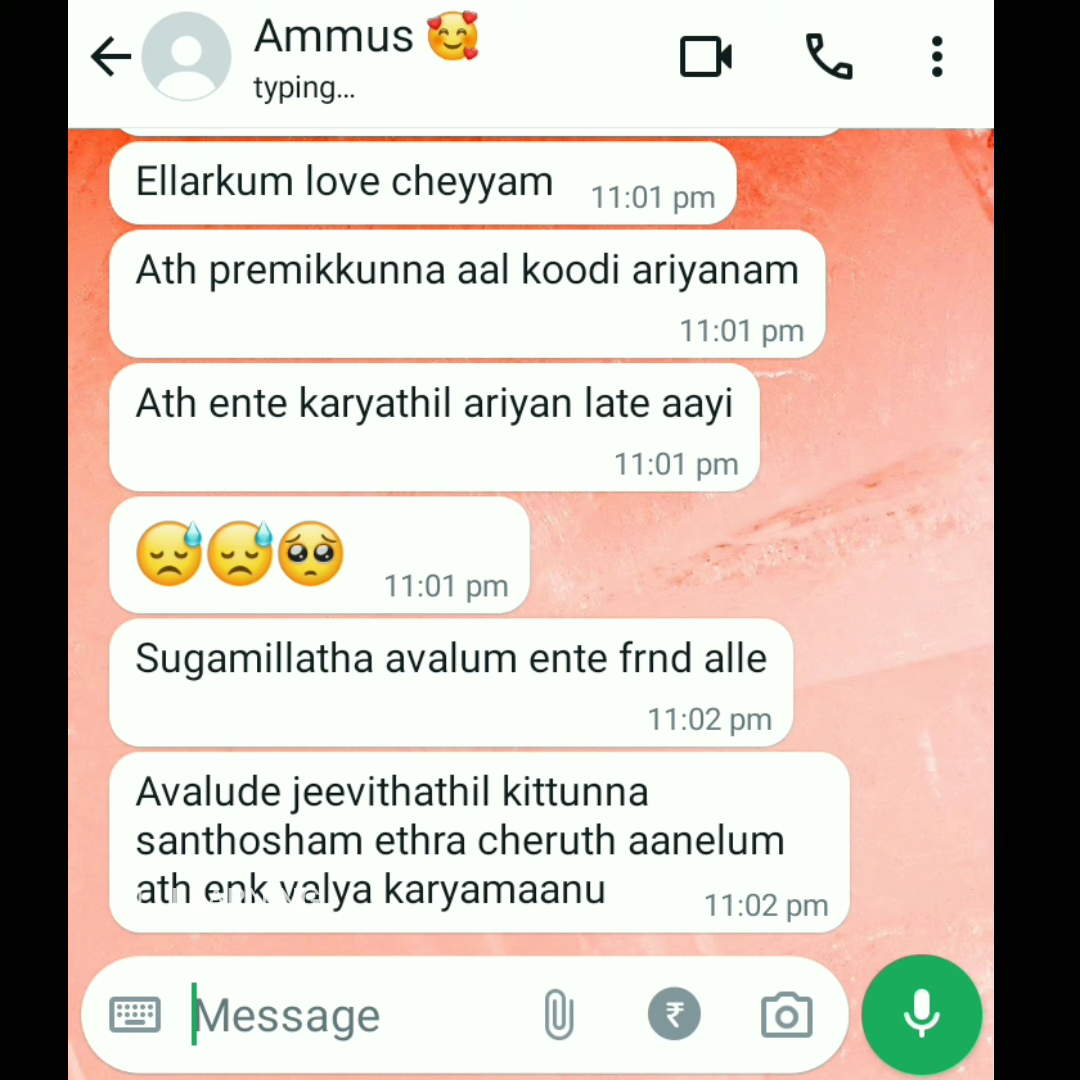 Ammus 🥰
typing...
Ellarkum love cheyyam
11:01 pm
Ath premikkunna aal koodi ariyanam
11:01 pm
Ath ente karyathil ariyan late aayi
11:01 pm
😓😓🥺
11:01 pm
Sugamillatha avalum ente frnd alle
11:02 pm
Avalude jeevithathil kittunna
santhosham ethra cheruth aanelum
ath enk valya karyamaanu
11:02 pm
Message
₹